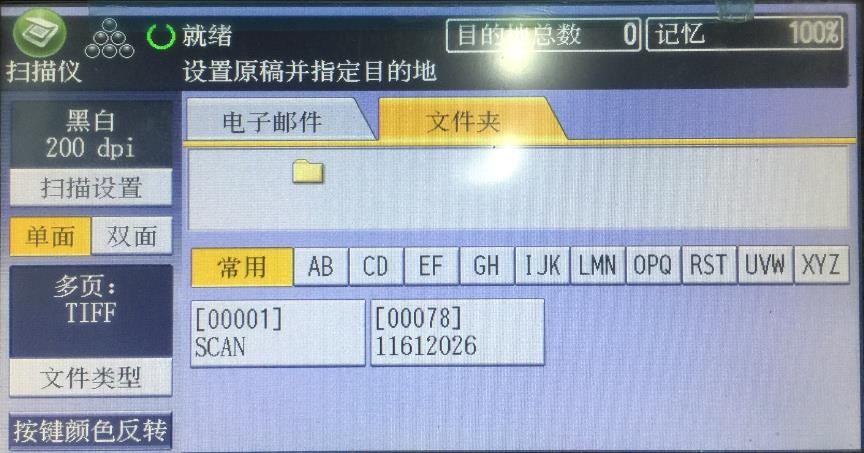 就绪
目的地总数 0
记忆 100%
扫描仪
设置原稿并指定目的地
黑白
200 dpi
扫描设置
单面 双面
多页：
TIFF
文件类型
按键颜色反转
电子邮件 文件夹
常用 AB CD EF GH IJK LMN OPQ RST UVW XYZ
[00001]
SCAN
[00078]
11612026